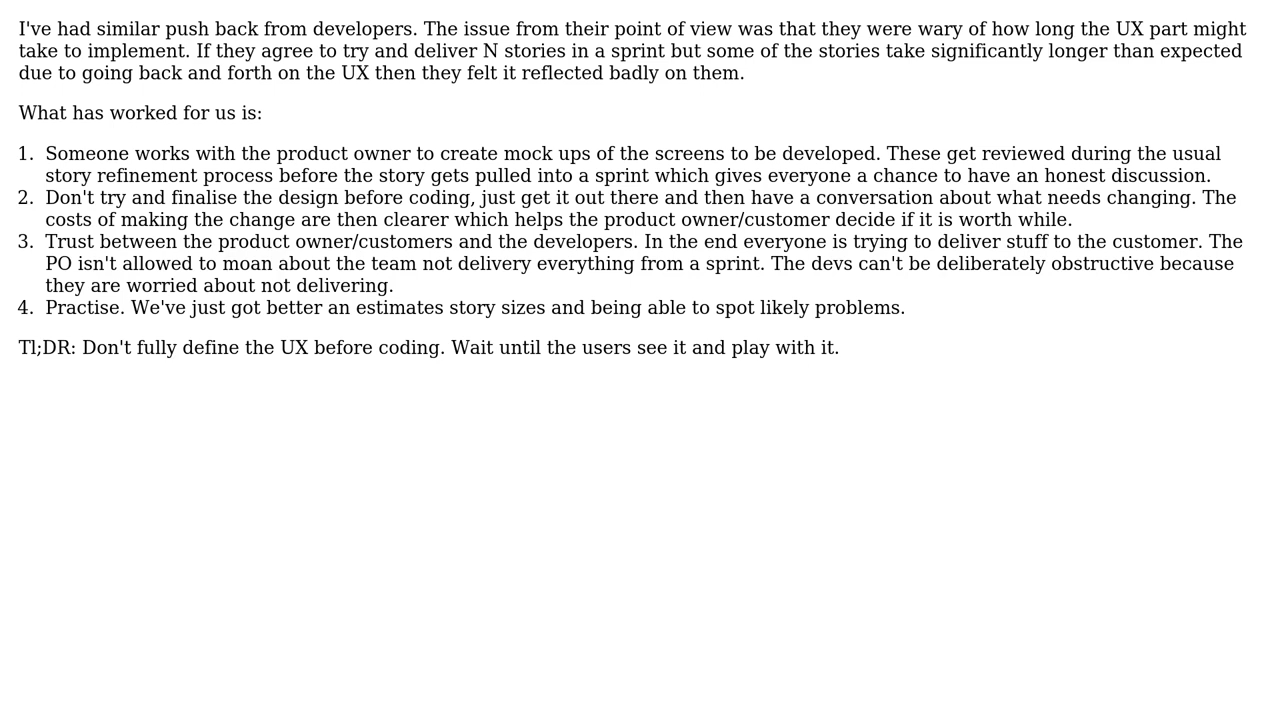 I've had similar push back from developers. The issue from their point of view was that they were wary of how long the UX part might
take to implement. If they agree to try and deliver N stories in a sprint but some of the stories take significantly longer than expected
due to going back and forth on the UX then they felt it reflected badly on them.
What has worked for us is:
1. Someone works with the product owner to create mock ups of the screens to be developed. These get reviewed during the usual
story refinement process before the story gets pulled into a sprint which gives everyone a chance to have an honest discussion.
2. Don't try and finalise the design before coding, just get it out there and then have a conversation about what needs changing. The
costs of making the change are then clearer which helps the product owner/customer decide if it is worth while.
3. Trust between the product owner/customers and the developers. In the end everyone is trying to deliver stuff to the customer. The
PO isn't allowed to moan about the team not delivery everything from a sprint. The devs can't be deliberately obstructive because
they are worried about not delivering.
4. Practise. We've just got better an estimates story sizes and being able to spot likely problems.
Tl;DR: Don't fully define the UX before coding. Wait until the users see it and play with it.